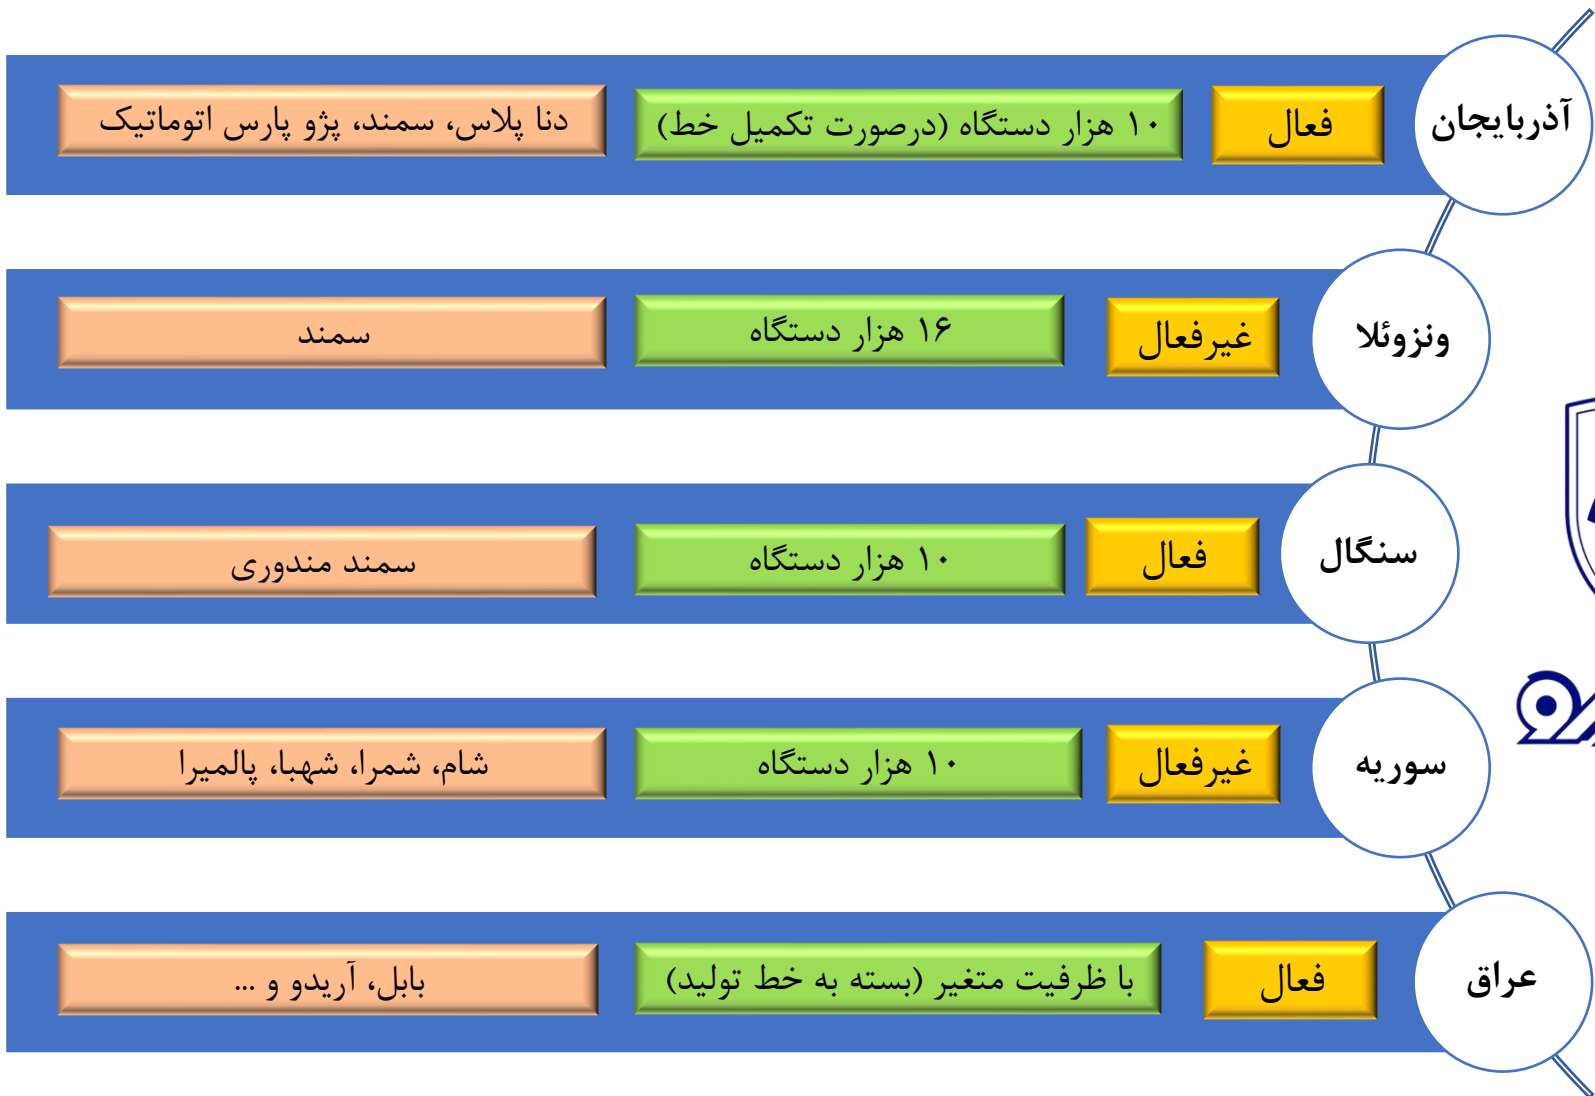 آذربایجان
فعال
۱۰ هزار دستگاه (درصورت تکمیل خط)
دنا پلاس، سمند، پژو پارس اتوماتیک
ونزوئلا
غیرفعال
۱۶ هزار دستگاه
سمند
سنگال
فعال
۱۰ هزار دستگاه
سمند مندوری
سوریه
غیرفعال
۱۰ هزار دستگاه
شام، شمرا، شهبا، پالمیرا
عراق
فعال
با ظرفیت متغیر (بسته به خط تولید)
بابل، آریدو و ...